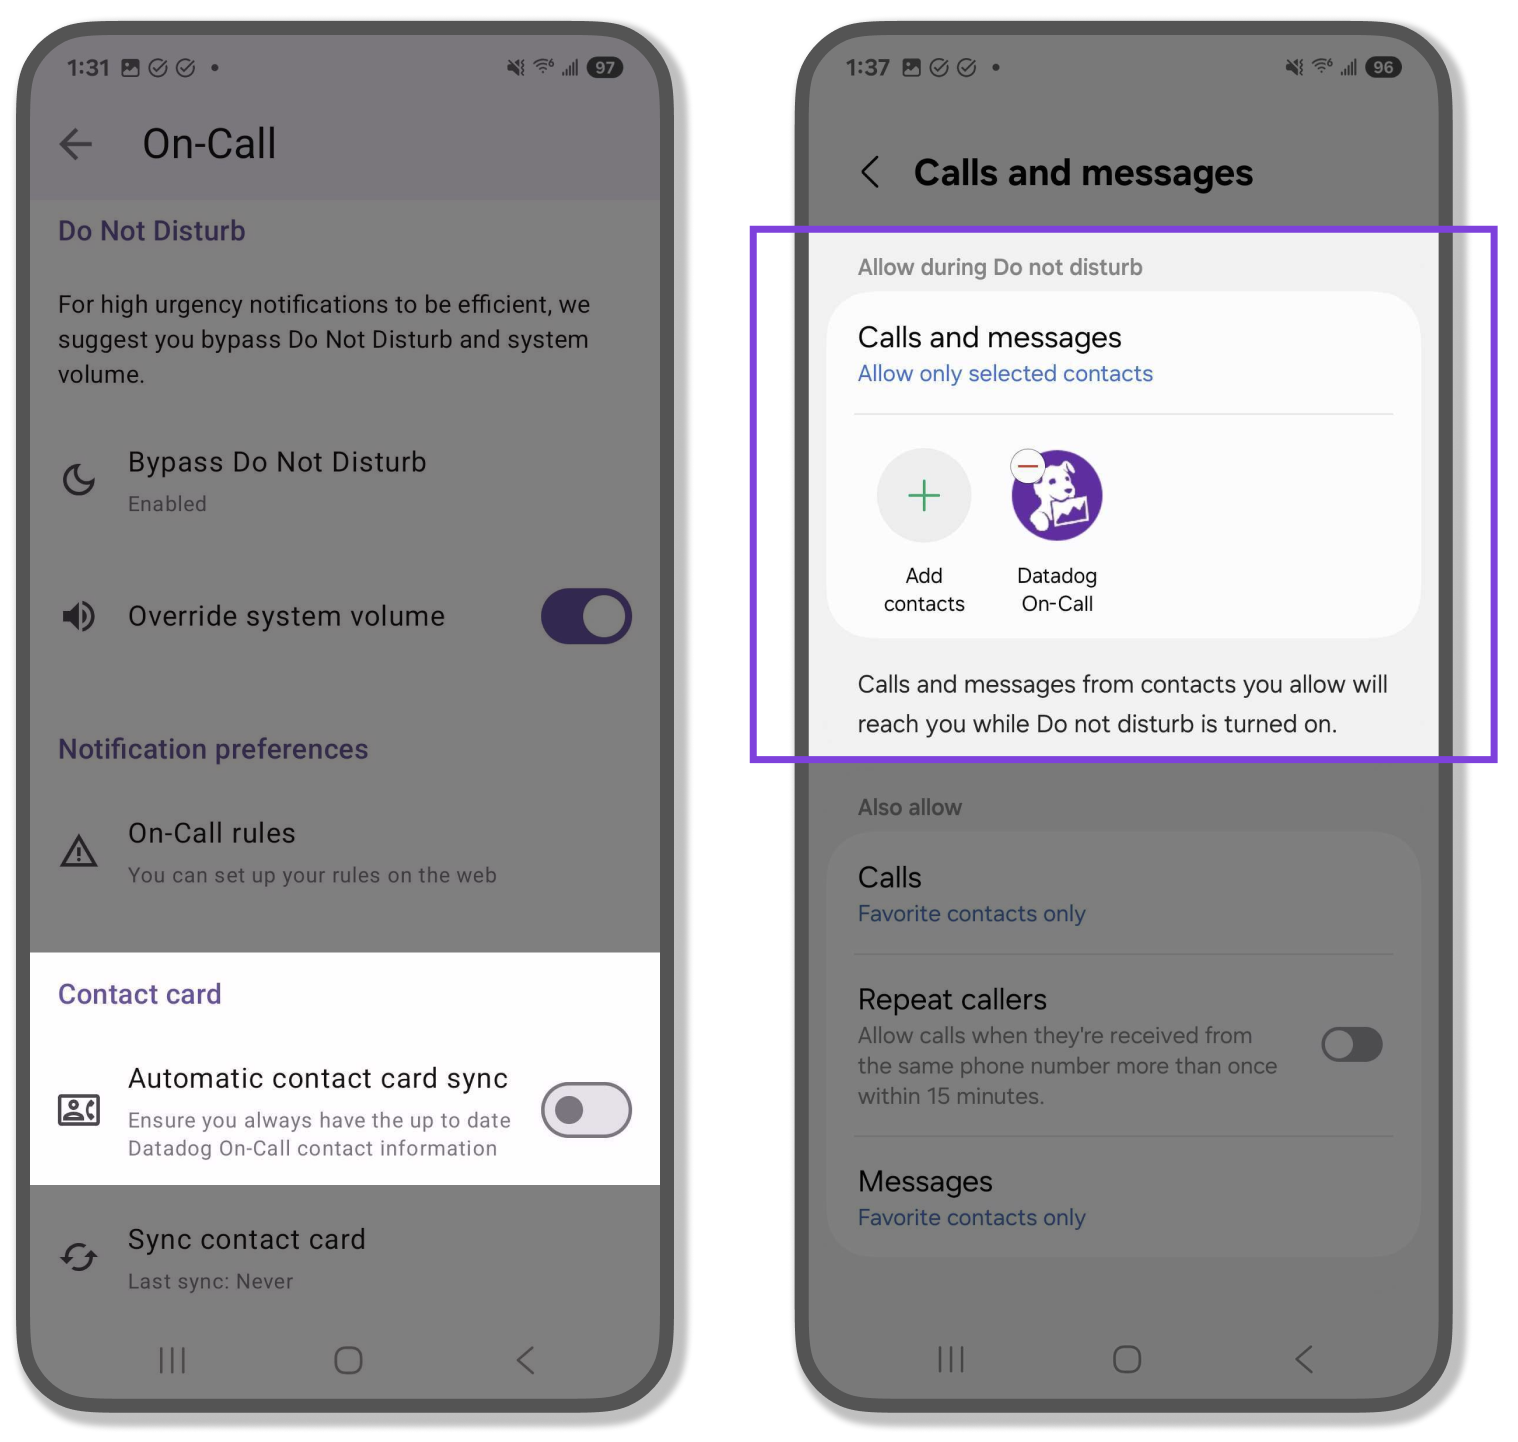 1:31
97
On-Call
Do Not Disturb
For high urgency notifications to be efficient, we
suggest you bypass Do Not Disturb and system
volume.
Bypass Do Not Disturb
Enabled
Override system volume
Notification preferences
On-Call rules
You can set up your rules on the web
Contact card
Automatic contact card sync
Ensure you always have the up to date
Datadog On-Call contact information
Sync contact card
Last sync: Never
1:37
96
Calls and messages
Allow during Do not disturb
Calls and messages
Allow only selected contacts
Add
contacts
Datadog
On-Call
Calls and messages from contacts you allow will
reach you while Do not disturb is turned on.
Also allow
Calls
Favorite contacts only
Repeat callers
Allow calls when they're received from
the same phone number more than once
within 15 minutes.
Messages
Favorite contacts only